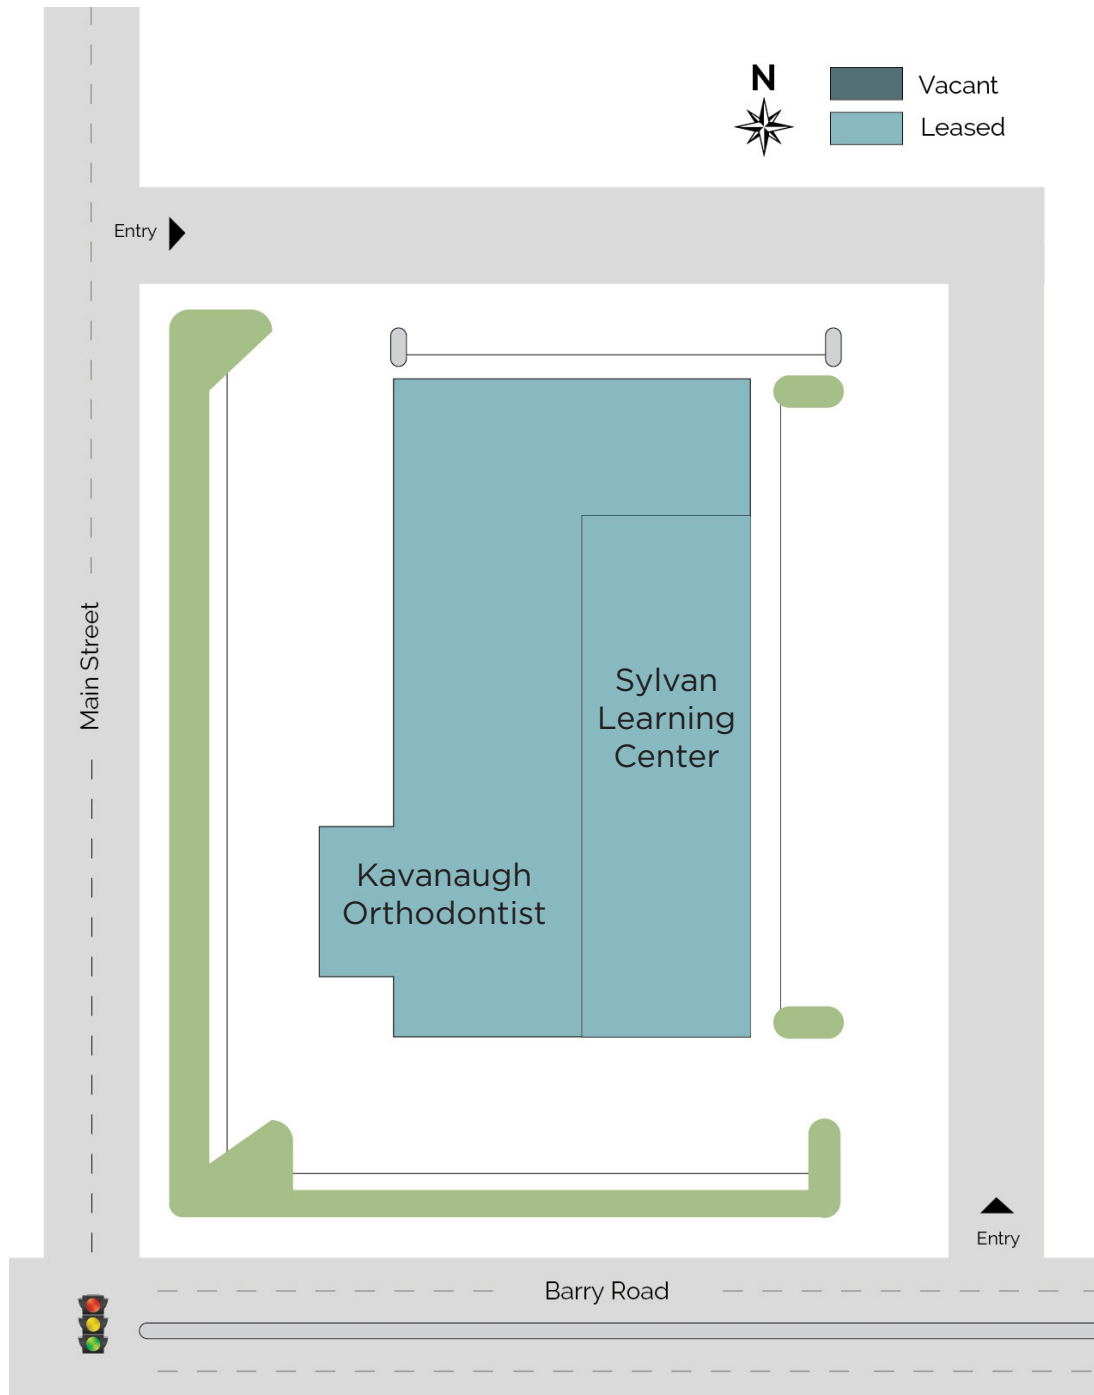 N
Vacant
Leased
Entry
Main Street
Sylvan
Learning
Center
Kavanaugh
Orthodontist
Entry
Barry Road